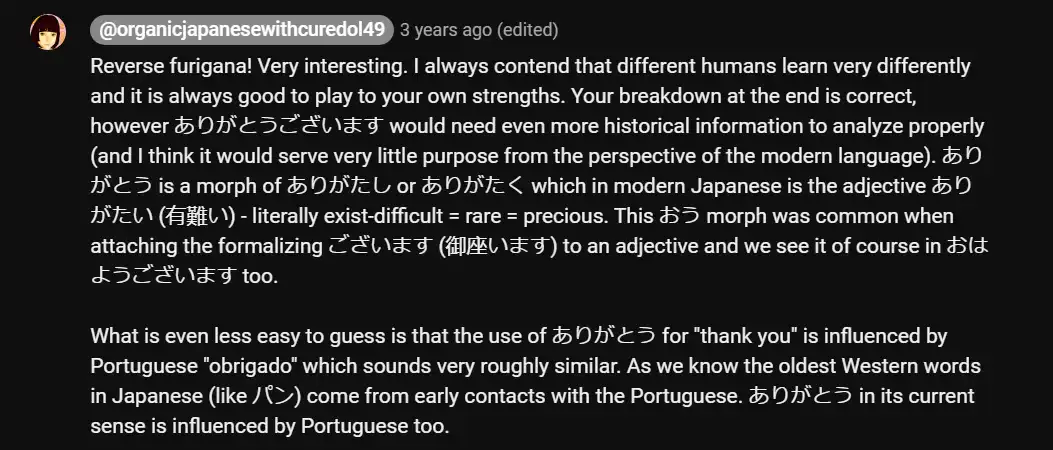 @organicjapanesewithcuredol49 3 years ago (edited)
Reverse furigana! Very interesting. I always contend that different humans learn very differently
and it is always good to play to your own strengths. Your breakdown at the end is correct,
however ありがとうございます would need even more historical information to analyze properly
(and I think it would serve very little purpose from the perspective of the modern language). あり
がとう is a morph of ありがたし or ありがたく which in modern Japanese is the adjective あり
がたい (有難い) - literally exist-difficult = rare = precious. This おう morph was common when
attaching the formalizing ございます (御座います) to an adjective and we see it of course in おは
ようございます too.
What is even less easy to guess is that the use of ありがとう for "thank you" is influenced by
Portuguese "obrigado" which sounds very roughly similar. As we know the oldest Western words
in Japanese (like パン) come from early contacts with the Portuguese. ありがとう in its current
sense is influenced by Portuguese too.